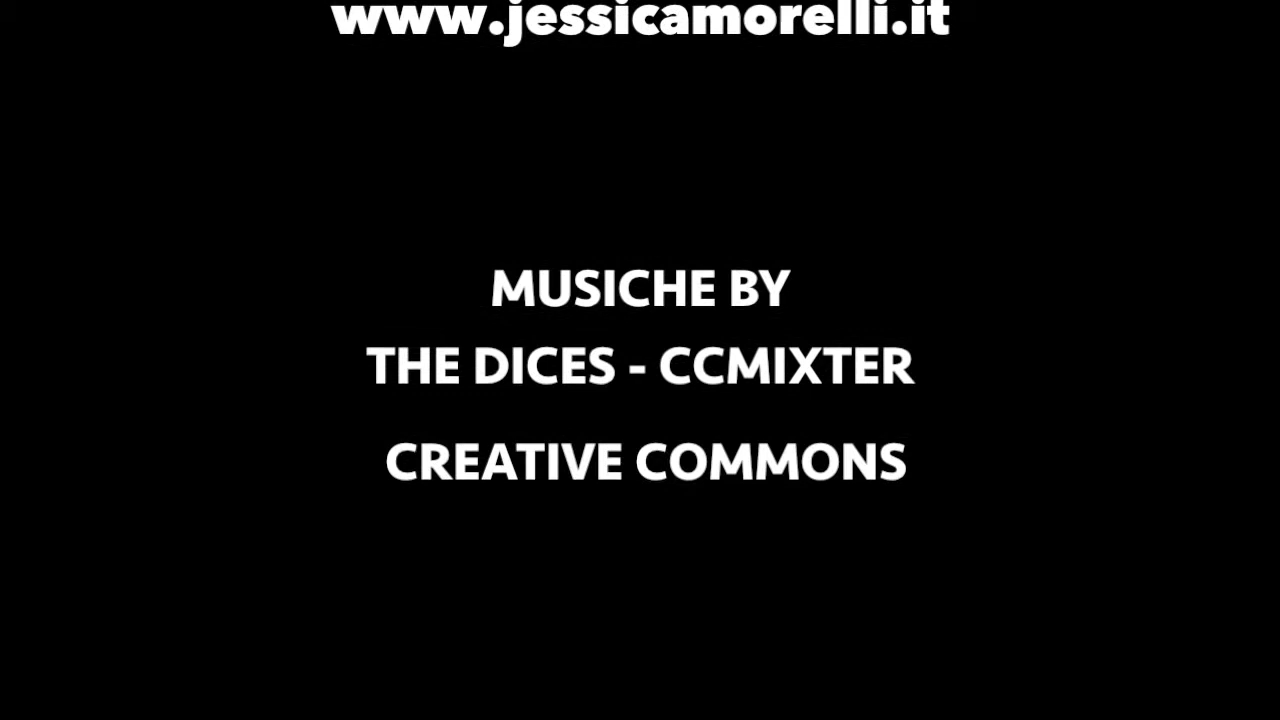 www.jessicamorelli.it
MUSICHE BY
THE DICES - CCMIXTER
CREATIVE COMMONS